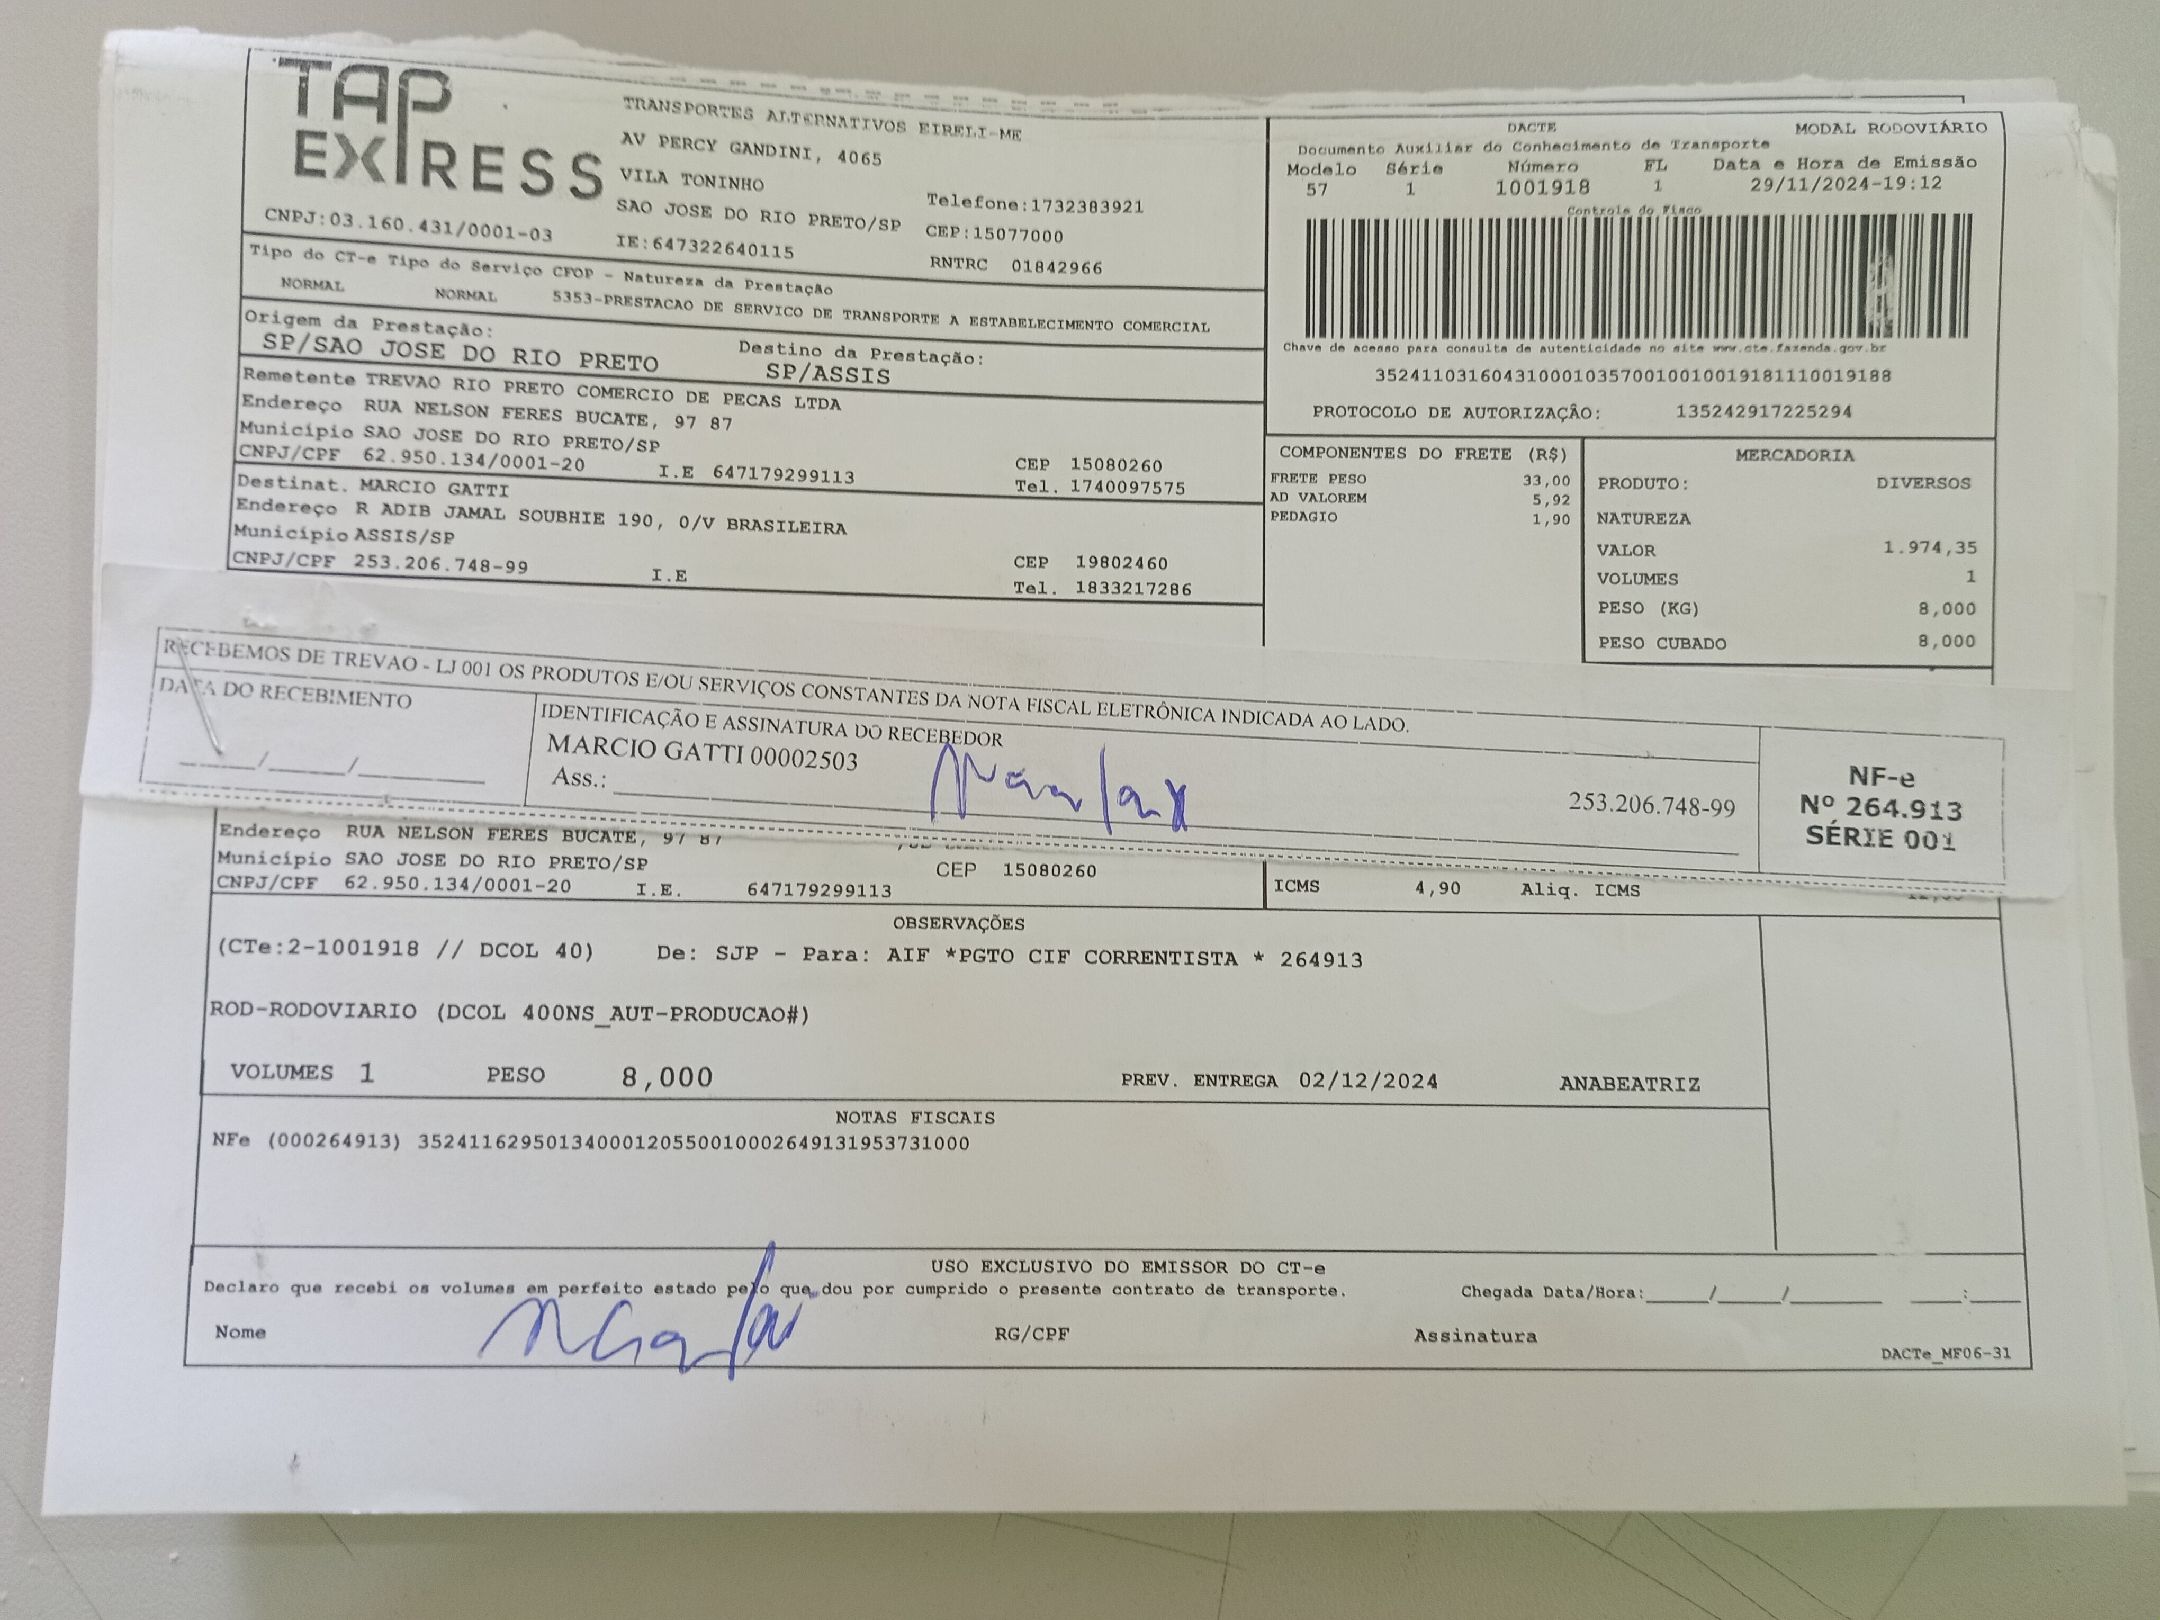 TAP EXPRESS
TRANSPORTES ALTERNATIVOS EIRELI-ME
AV PERCY GANDINI, 4065
VILA TONINHO
SAO JOSE DO RIO PRETO/SP
Telefone:1732383921
CNPJ:03.160.431/0001-03
IE:647322640115
CEP:15077000
RNTRC 01842966
Tipo do CT-e Tipo do Serviço CFOP - Natureza da Prestação
NORMAL NORMAL 5353-PRESTACAO DE SERVICO DE TRANSPORTE A ESTABELECIMENTO COMERCIAL
Origem da Prestação:
SP/SAO JOSE DO RIO PRETO
Destino da Prestação:
SP/ASSIS
Remetente TREVAO RIO PRETO COMERCIO DE PECAS LTDA
Endereço RUA NELSON FERES BUCATE, 97 87
Município SAO JOSE DO RIO PRETO/SP
CNPJ/CPF 62.950.134/0001-20 I.E 647179299113
CEP 15080260
Tel. 1740097575
Destinat. MARCIO GATTI
Endereço R ADIB JAMAL SOUBHIE 190, 0/V BRASILEIRA
Município ASSIS/SP
CNPJ/CPF 253.206.748-99 I.E
CEP 19802460
Tel. 1833217286
DACTE MODAL RODOVIÁRIO
Documento Auxiliar do Conhecimento de Transporte
Modelo Série Número FL Data e Hora de Emissão
57 1 1001918 1 29/11/2024-19:12
Controle do Fisco
Chave de acesso para consulta de autenticidade no site www.cte.fazenda.gov.br
35241103160431000103570010010019181110019188
PROTOCOLO DE AUTORIZAÇÃO: 135242917225294
COMPONENTES DO FRETE (R$)
FRETE PESO 33,00
AD VALOREM 5,92
PEDAGIO 1,90
MERCADORIA
PRODUTO: DIVERSOS
NATUREZA
VALOR 1.974,35
VOLUMES 1
PESO (KG) 8,000
PESO CUBADO 8,000
RECEBEMOS DE TREVAO - LJ 001 OS PRODUTOS E/OU SERVIÇOS CONSTANTES DA NOTA FISCAL ELETRÔNICA INDICADA AO LADO.
DATA DO RECEBIMENTO
____/____/________
IDENTIFICAÇÃO E ASSINATURA DO RECEBEDOR
MARCIO GATTI 00002503
Ass.:
253.206.748-99
NF-e
Nº 264.913
SÉRIE 001
Endereço RUA NELSON FERES BUCATE, 97 87
Município SAO JOSE DO RIO PRETO/SP
CEP 15080260
CNPJ/CPF 62.950.134/0001-20 I.E. 647179299113
ICMS 4,90 Aliq. ICMS
OBSERVAÇÕES
(CTe:2-1001918 // DCOL 40) De: SJP - Para: AIF *PGTO CIF CORRENTISTA * 264913
ROD-RODOVIARIO (DCOL 400NS_AUT-PRODUCAO#)
VOLUMES 1 PESO 8,000 PREV. ENTREGA 02/12/2024 ANABEATRIZ
NOTAS FISCAIS
NFe (000264913) 35241162950134000120550010002649131953731000
USO EXCLUSIVO DO EMISSOR DO CT-e
Declaro que recebi os volumes em perfeito estado pelo que dou por cumprido o presente contrato de transporte.
Chegada Data/Hora:_____/_____/________ ____:____
Nome RG/CPF Assinatura
DACTe_MF06-31